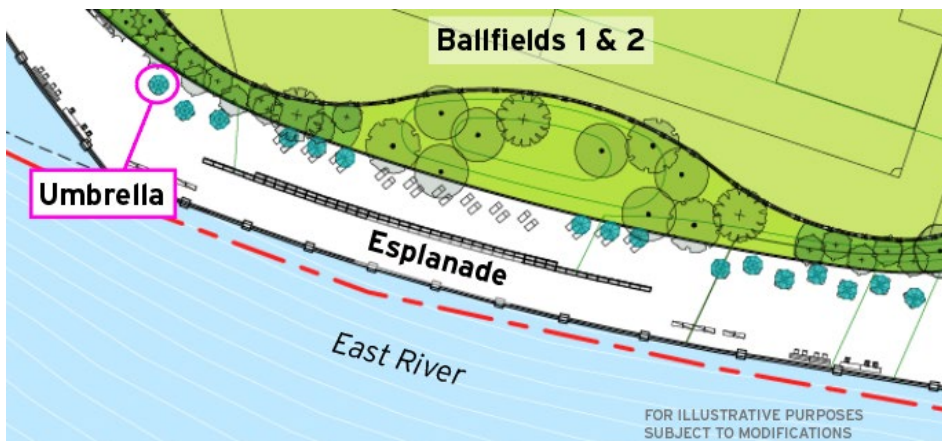 Ballfields 1 & 2
Umbrella
Esplanade
East River
FOR ILLUSTRATIVE PURPOSES
SUBJECT TO MODIFICATIONS